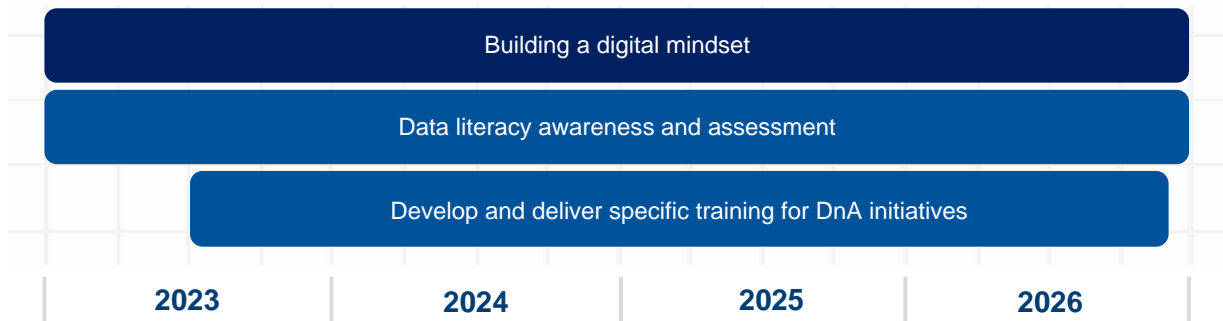 Building a digital mindset
Data literacy awareness and assessment
Develop and deliver specific training for DnA initiatives
2023 2024 2025 2026